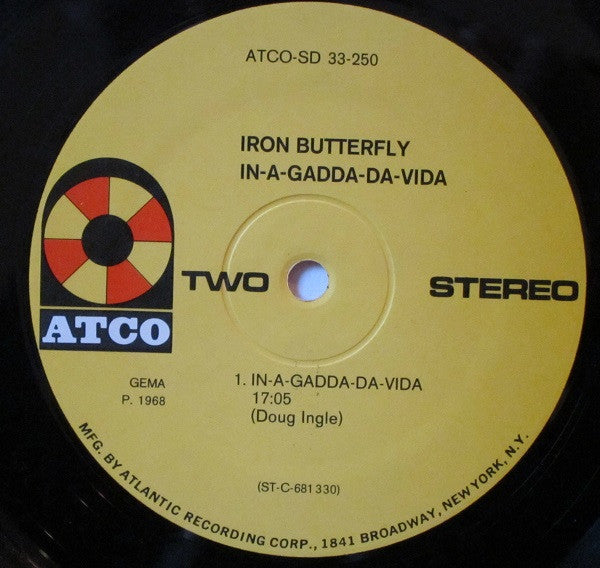 ATCO-SD 33-250
IRON BUTTERFLY
IN-A-GADDA-DA-VIDA
TWO
STEREO
ATCO
GEMA
P. 1968
1. IN-A-GADDA-DA-VIDA
17:05
(Doug Ingle)
(ST-C-681330)
MFG. BY ATLANTIC RECORDING CORP., 1841 BROADWAY, NEW YORK, N.Y.